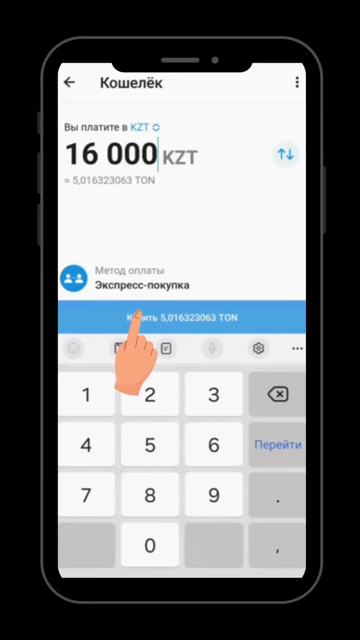 Кошелёк
Вы платите в KZT
16 000 KZT
≈ 5,016323063 TON
Метод оплаты
Экспресс-покупка
5,016323063 TON
1 2 3
4 5 6 Перейти
7 8 9 .
0 ,